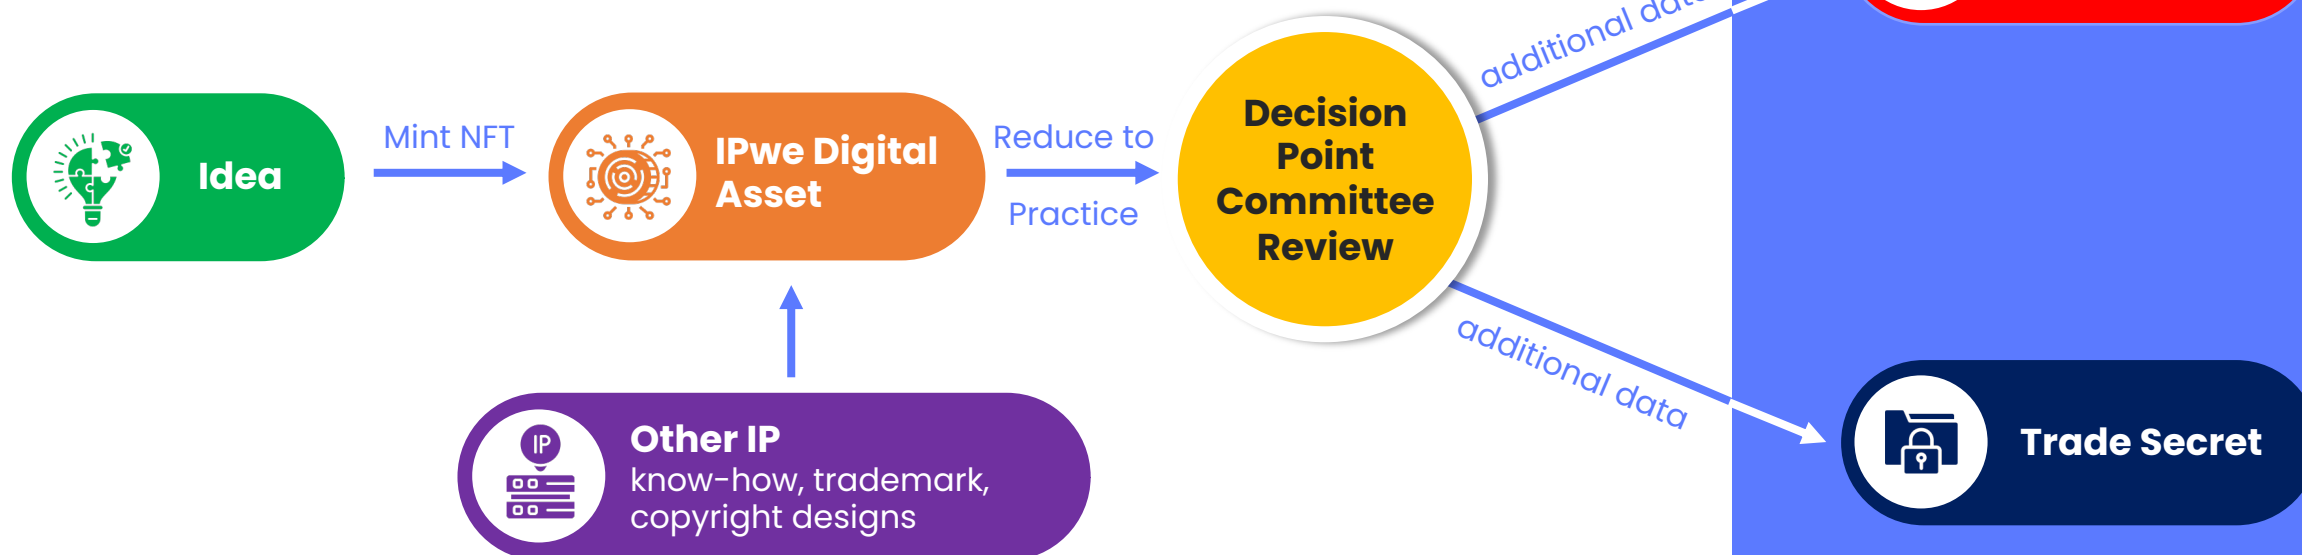 additional data
Idea
Mint NFT
IPwe Digital
Asset
Reduce to
Practice
Decision
Point
Committee
Review
additional data
IP
Other IP
know-how, trademark,
copyright designs
Trade Secret